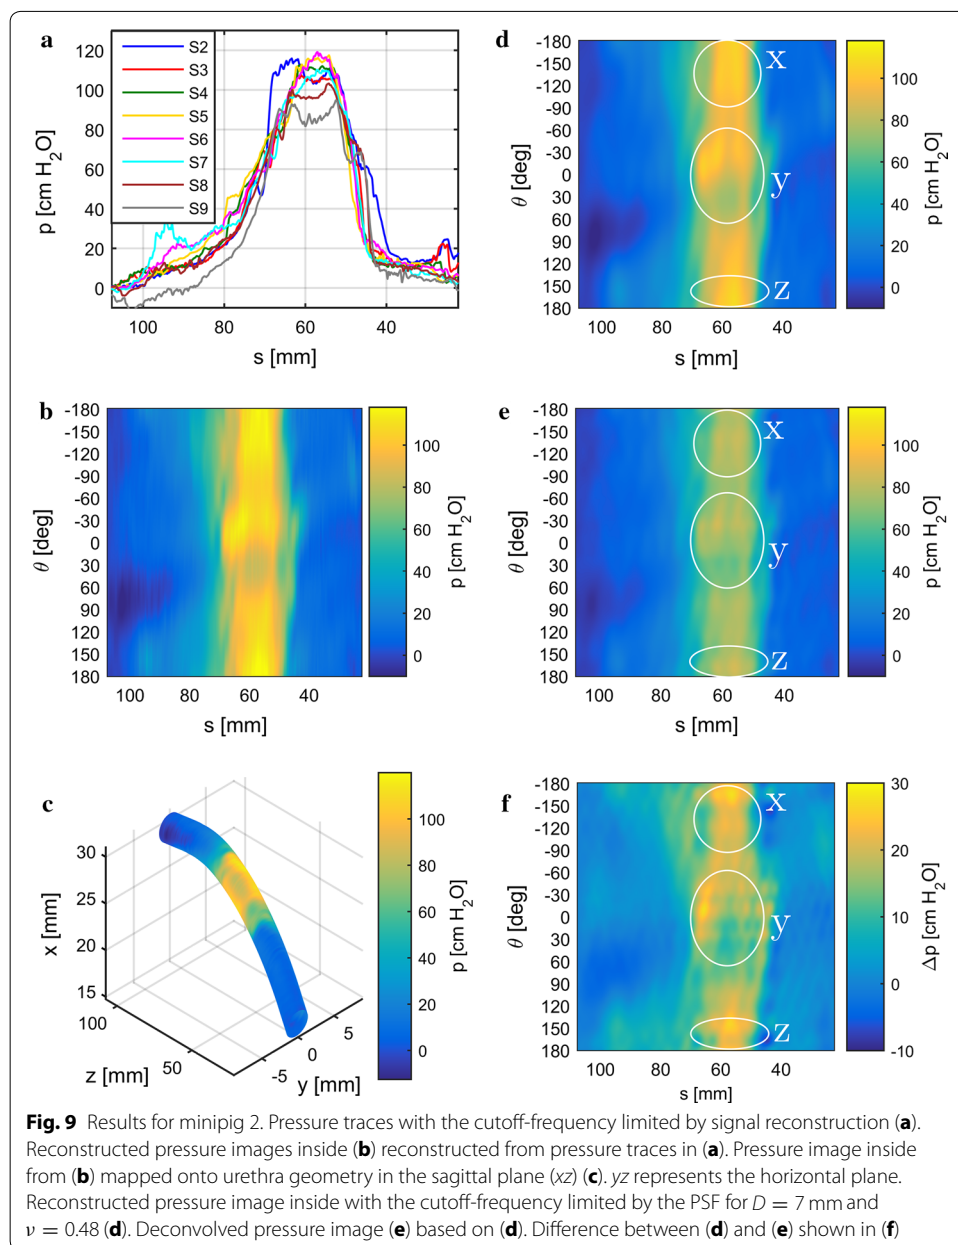 a
S2
S3
S4
S5
S6
S7
S8
S9
120
100
80
60
40
20
0
p [cm H₂O]
100 80 60 40
s [mm]
d
-180
-150
-120
-90
-60
-30
0
30
60
90
120
150
180
θ [deg]
x
y
z
100 80 60 40
s [mm]
100
80
60
40
20
0
p [cm H₂O]
b
-180
-150
-120
-90
-60
-30
0
30
60
90
120
150
180
θ [deg]
100 80 60 40
s [mm]
100
80
60
40
20
0
p [cm H₂O]
e
-180
-150
-120
-90
-60
-30
0
30
60
90
120
150
180
θ [deg]
x
y
z
100 80 60 40
s [mm]
100
80
60
40
20
0
p [cm H₂O]
c
30
25
20
15
x [mm]
100
50
z [mm]
-5
0
5
y [mm]
100
80
60
40
20
0
p [cm H₂O]
f
-180
-150
-120
-90
-60
-30
0
30
60
90
120
150
180
θ [deg]
x
y
z
100 80 60 40
s [mm]
30
20
10
0
-10
Δp [cm H₂O]
Fig. 9 Results for minipig 2. Pressure traces with the cutoff-frequency limited by signal reconstruction (a).
Reconstructed pressure images inside (b) reconstructed from pressure traces in (a). Pressure image inside
from (b) mapped onto urethra geometry in the sagittal plane (xz) (c). yz represents the horizontal plane.
Reconstructed pressure image inside with the cutoff-frequency limited by the PSF for D = 7 mm and
ν = 0.48 (d). Deconvolved pressure image (e) based on (d). Difference between (d) and (e) shown in (f)